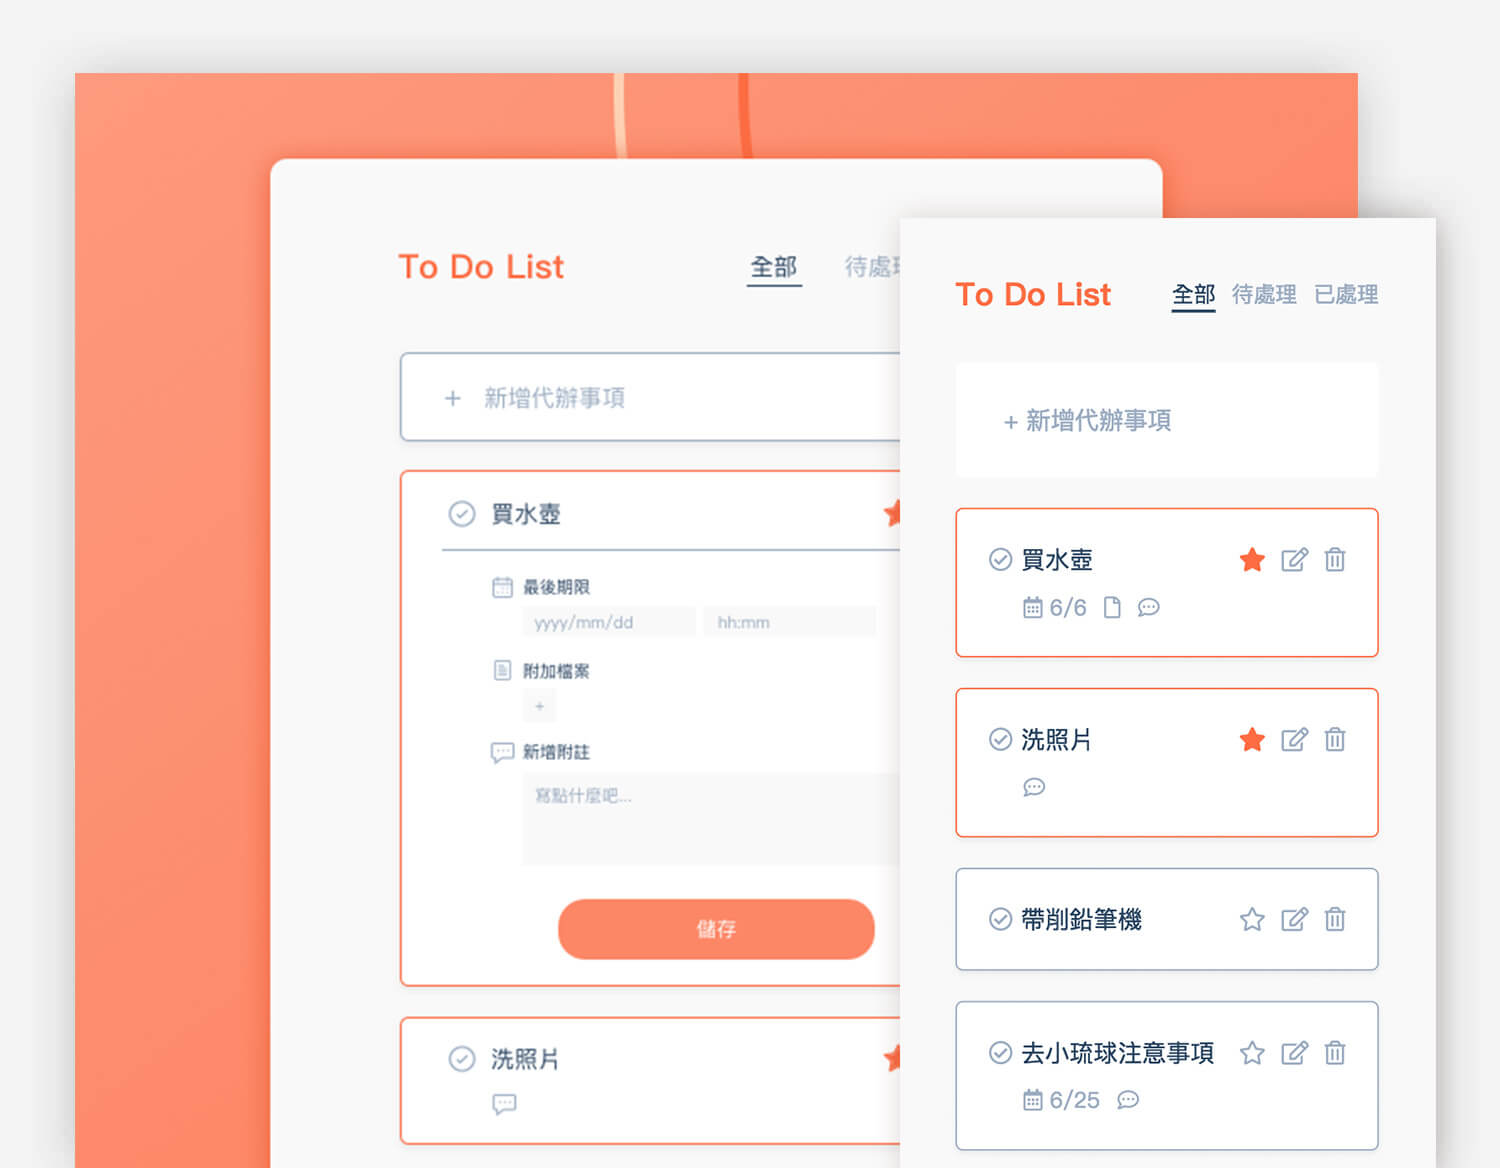 To Do List
全部
待處理
+ 新增代辦事項
買水壺
最後期限
yyyy/mm/dd
hh:mm
附加檔案
+
新增附註
寫點什麼吧...
儲存
洗照片
To Do List
全部 待處理 已處理
+ 新增代辦事項
買水壺
6/6
洗照片
帶削鉛筆機
去小琉球注意事項
6/25